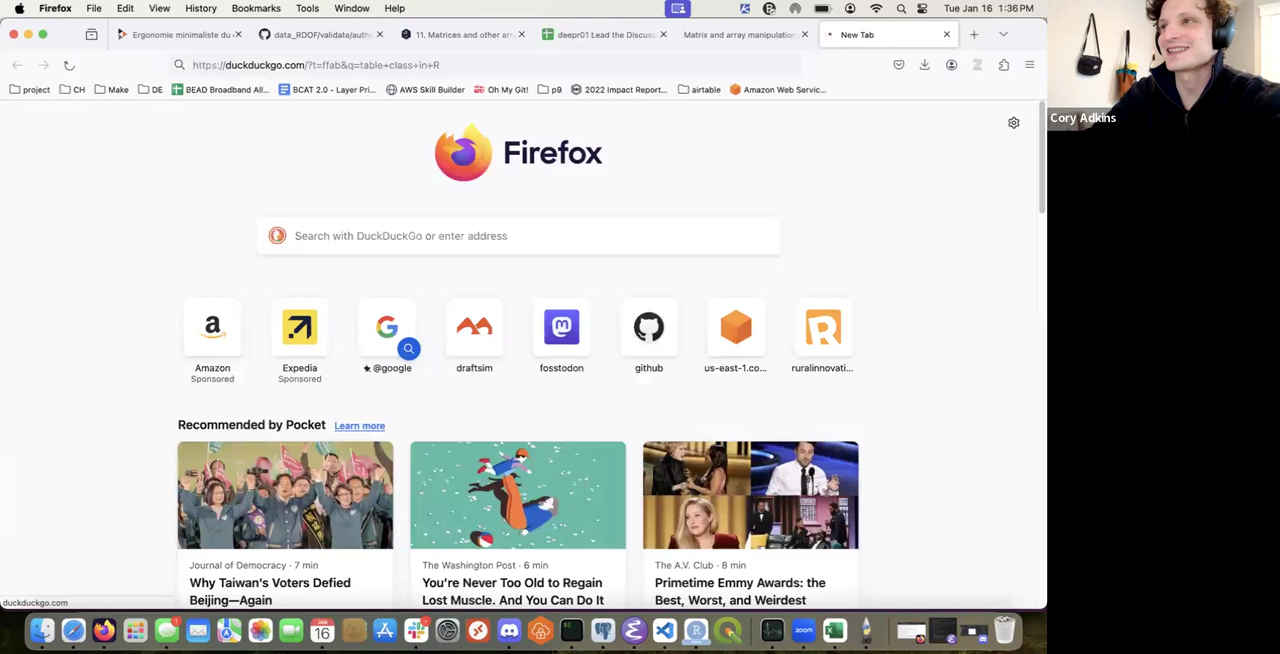 Firefox File Edit View History Bookmarks Tools Window Help Tue Jan 16 1:36 PM
Ergonomie minimaliste du data_RDOF/validate/auth 11. Matrices and other arr deepr01 Lead the Discuss Matrix and array manipulation New Tab
https://duckduckgo.com/?t=ffab&q=table+class+in+R
project CH Make DE BEAD Broadband All... BCAT 2.0 - Layer Pri... AWS Skill Builder Oh My Git! p9 2022 Impact Report... airtable Amazon Web Servic...
Cory Adkins
Firefox
Search with DuckDuckGo or enter address
Amazon Expedia @google draftsim fosstodon github us-east-1.co... ruralinnovati...
Sponsored Sponsored
Recommended by Pocket Learn more
Journal of Democracy · 7 min
Why Taiwan's Voters Defied
Beijing—Again
The Washington Post · 6 min
You're Never Too Old to Regain
Lost Muscle. And You Can Do It
The A.V. Club · 8 min
Primetime Emmy Awards: the
Best, Worst, and Weirdest
duckduckgo.com
JAN
16
zoom